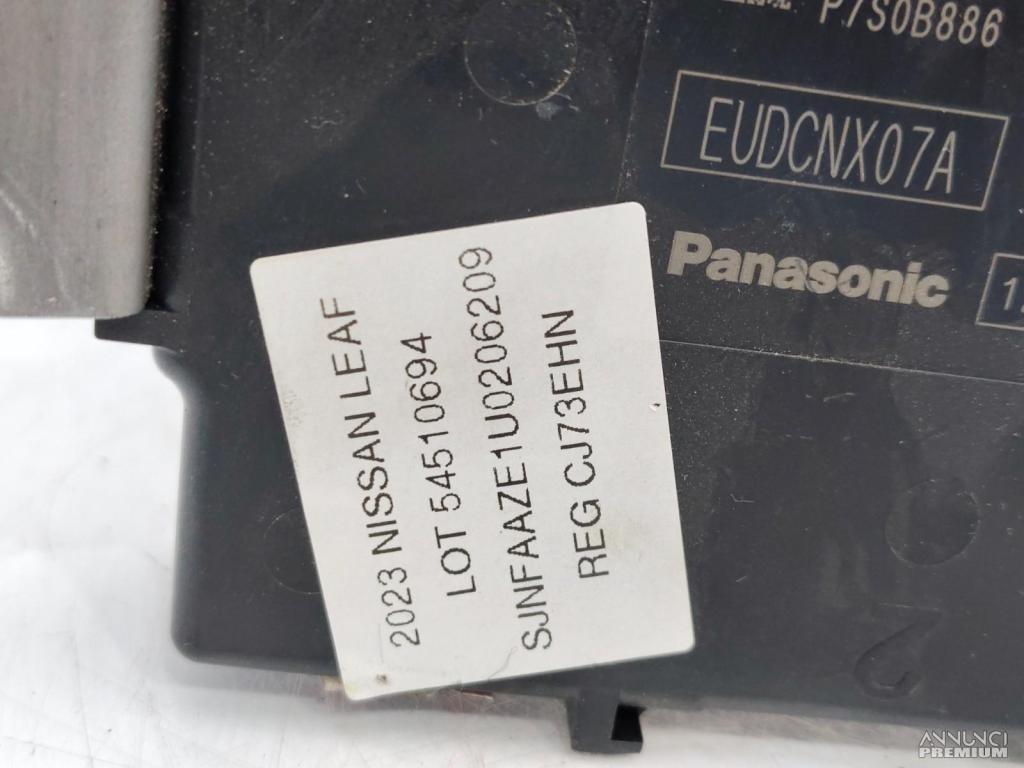 P7S0B886
EUDCNX07A
Panasonic
2023 NISSAN LEAF
LOT 54510694
SJNFAAZE1U0206209
REG CJ73EHN
ANNUNCI
PREMIUM